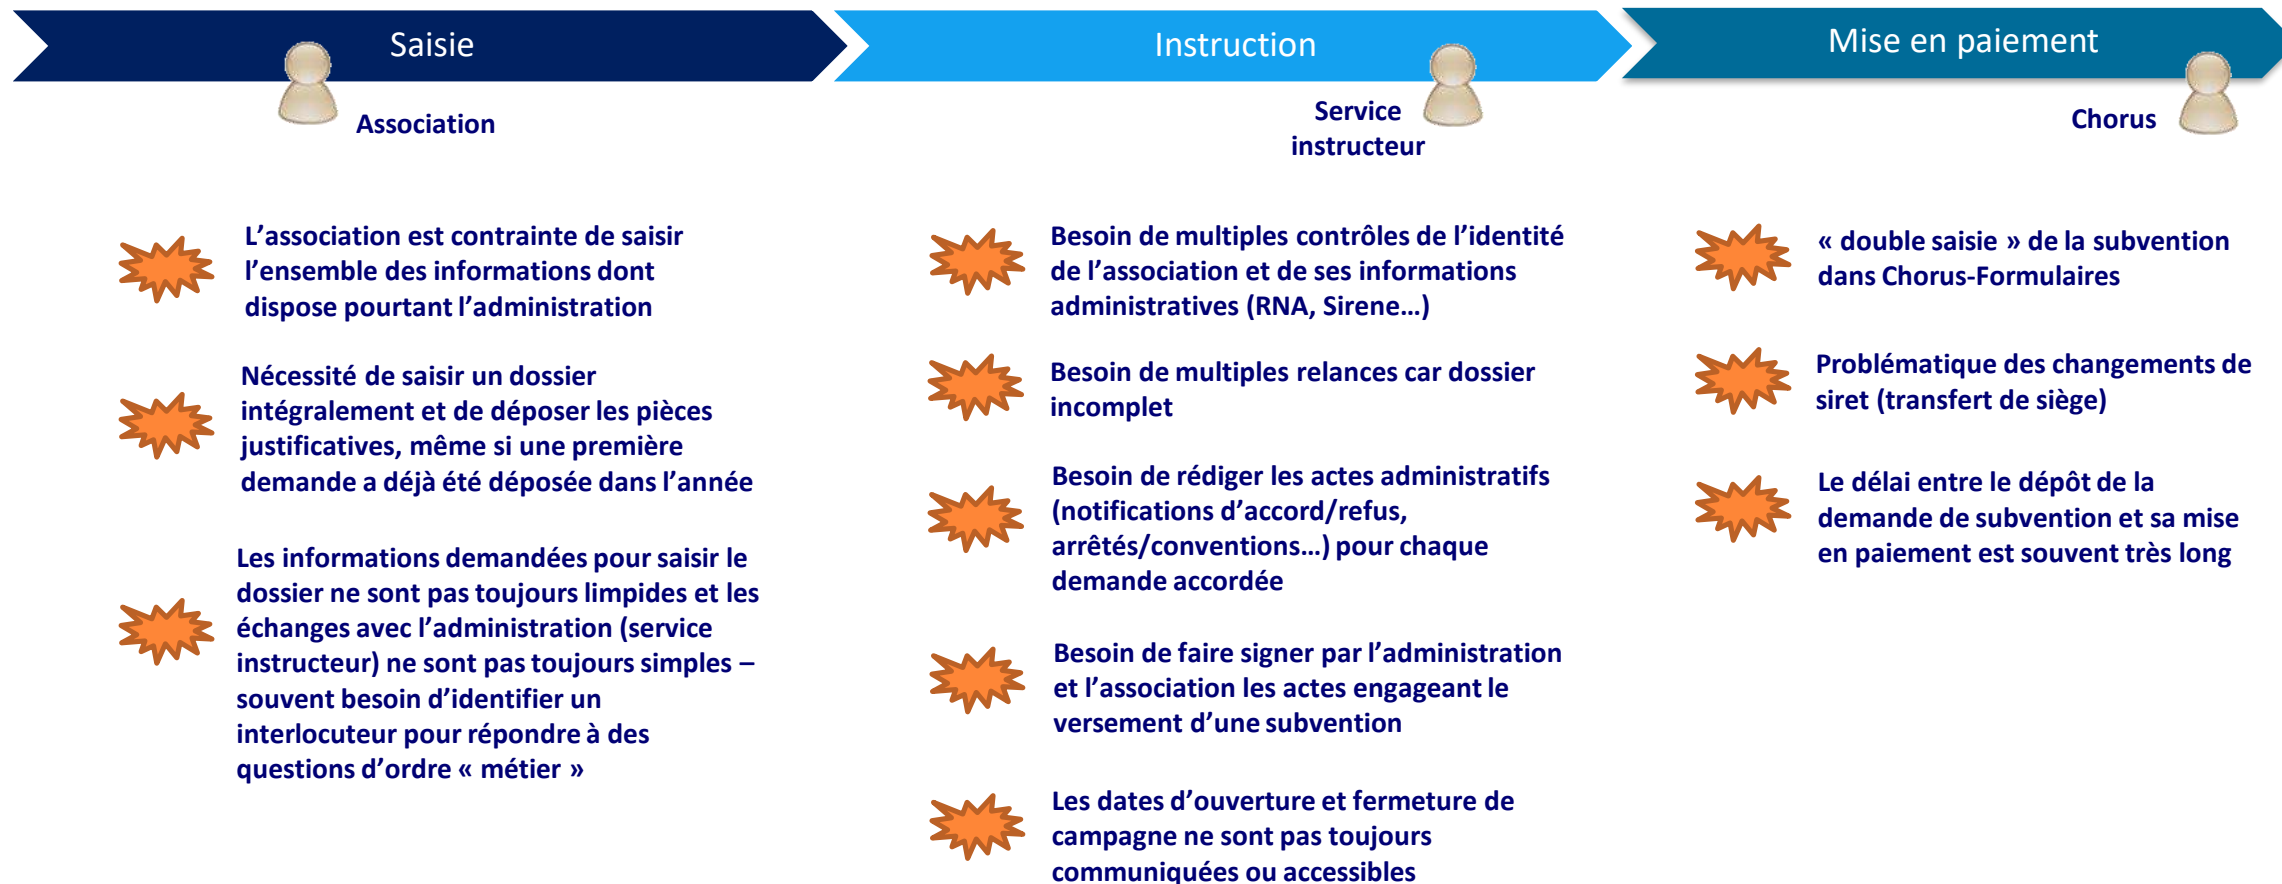 Saisie
Association
L’association est contrainte de saisir
l’ensemble des informations dont
dispose pourtant l’administration
Nécessité de saisir un dossier
intégralement et de déposer les pièces
justificatives, même si une première
demande a déjà été déposée dans l’année
Les informations demandées pour saisir le
dossier ne sont pas toujours limpides et les
échanges avec l’administration (service
instructeur) ne sont pas toujours simples –
souvent besoin d’identifier un
interlocuteur pour répondre à des
questions d’ordre « métier »
Instruction
Service
instructeur
Besoin de multiples contrôles de l’identité
de l’association et de ses informations
administratives (RNA, Sirene…)
Besoin de multiples relances car dossier
incomplet
Besoin de rédiger les actes administratifs
(notifications d’accord/refus,
arrêtés/conventions…) pour chaque
demande accordée
Besoin de faire signer par l’administration
et l’association les actes engageant le
versement d’une subvention
Les dates d’ouverture et fermeture de
campagne ne sont pas toujours
communiquées ou accessibles
Mise en paiement
Chorus
« double saisie » de la subvention
dans Chorus-Formulaires
Problématique des changements de
siret (transfert de siège)
Le délai entre le dépôt de la
demande de subvention et sa mise
en paiement est souvent très long